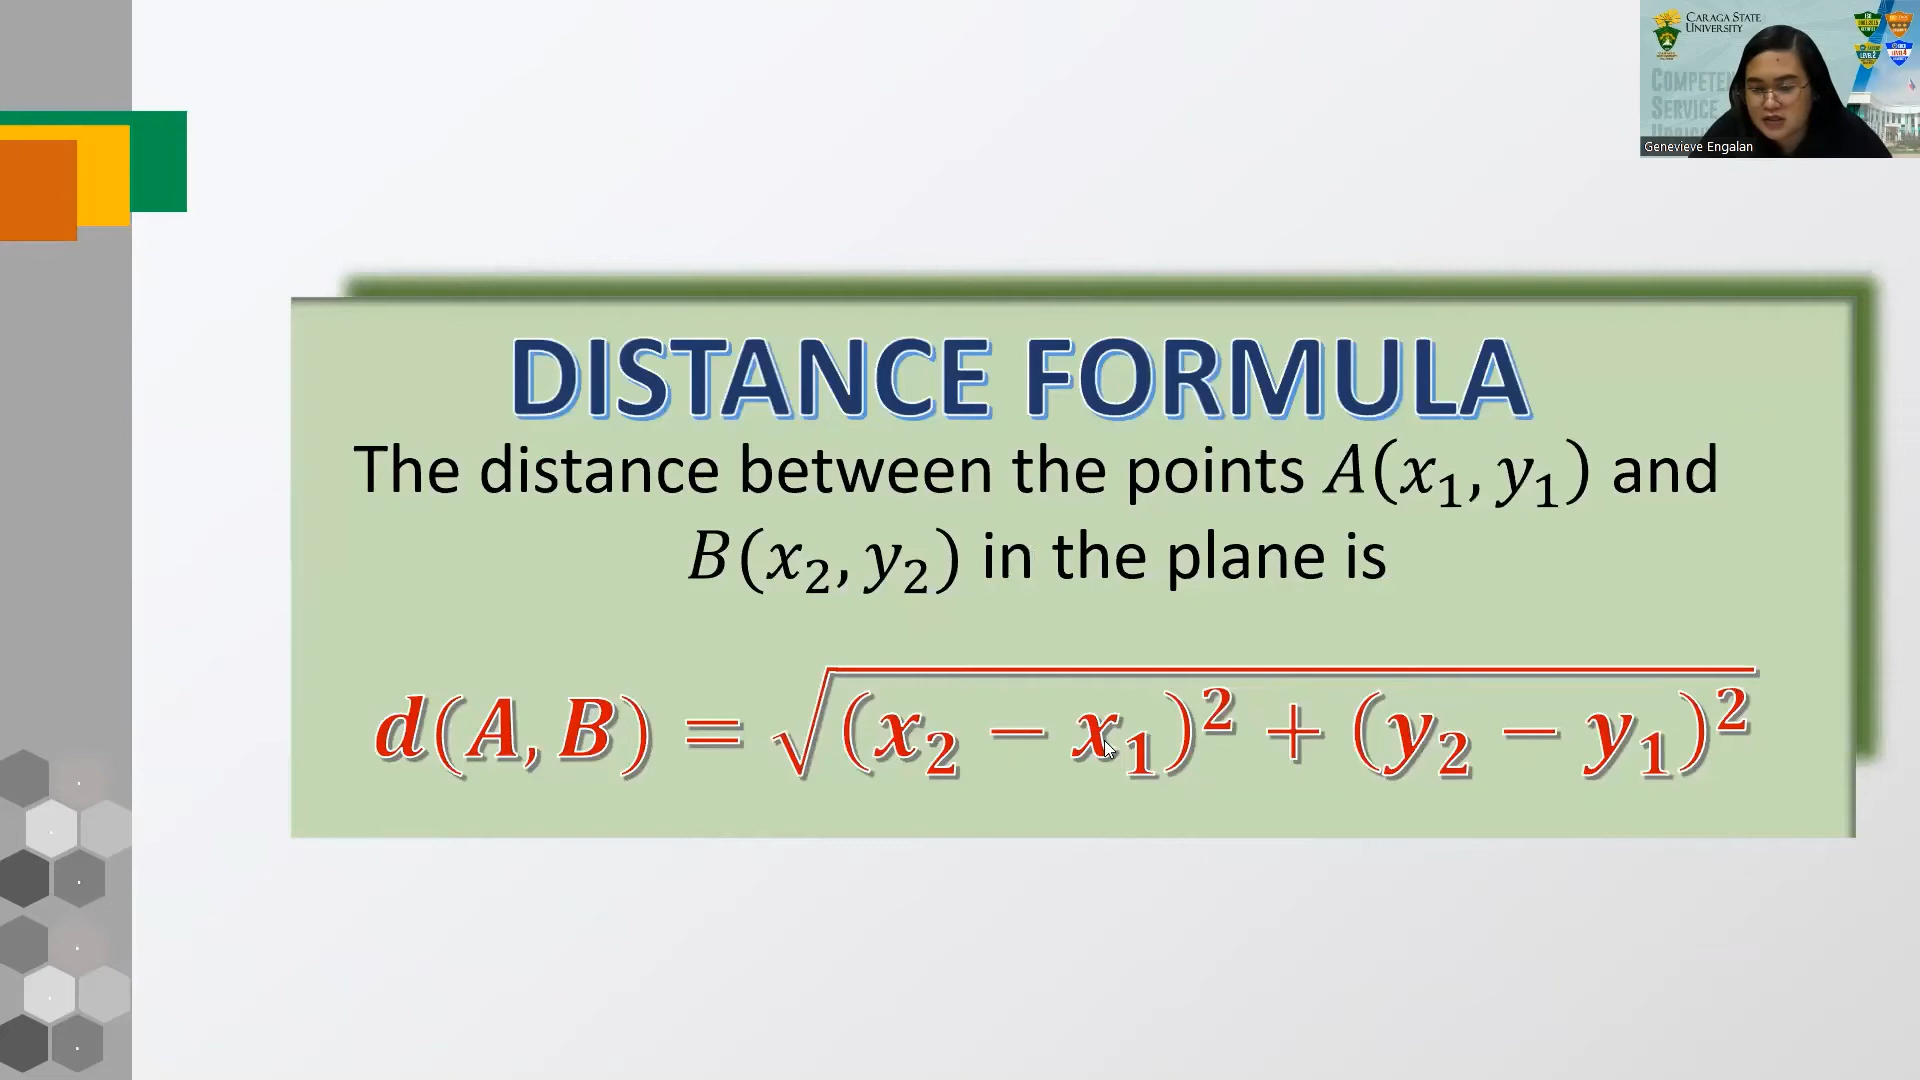 CARAGA STATE
UNIVERSITY
SERVICE
Genevieve Engalan
DISTANCE FORMULA
The distance between the points A(x₁, y₁) and
B(x₂, y₂) in the plane is
d(A, B) = √(x₂ − x₁)² + (y₂ − y₁)²